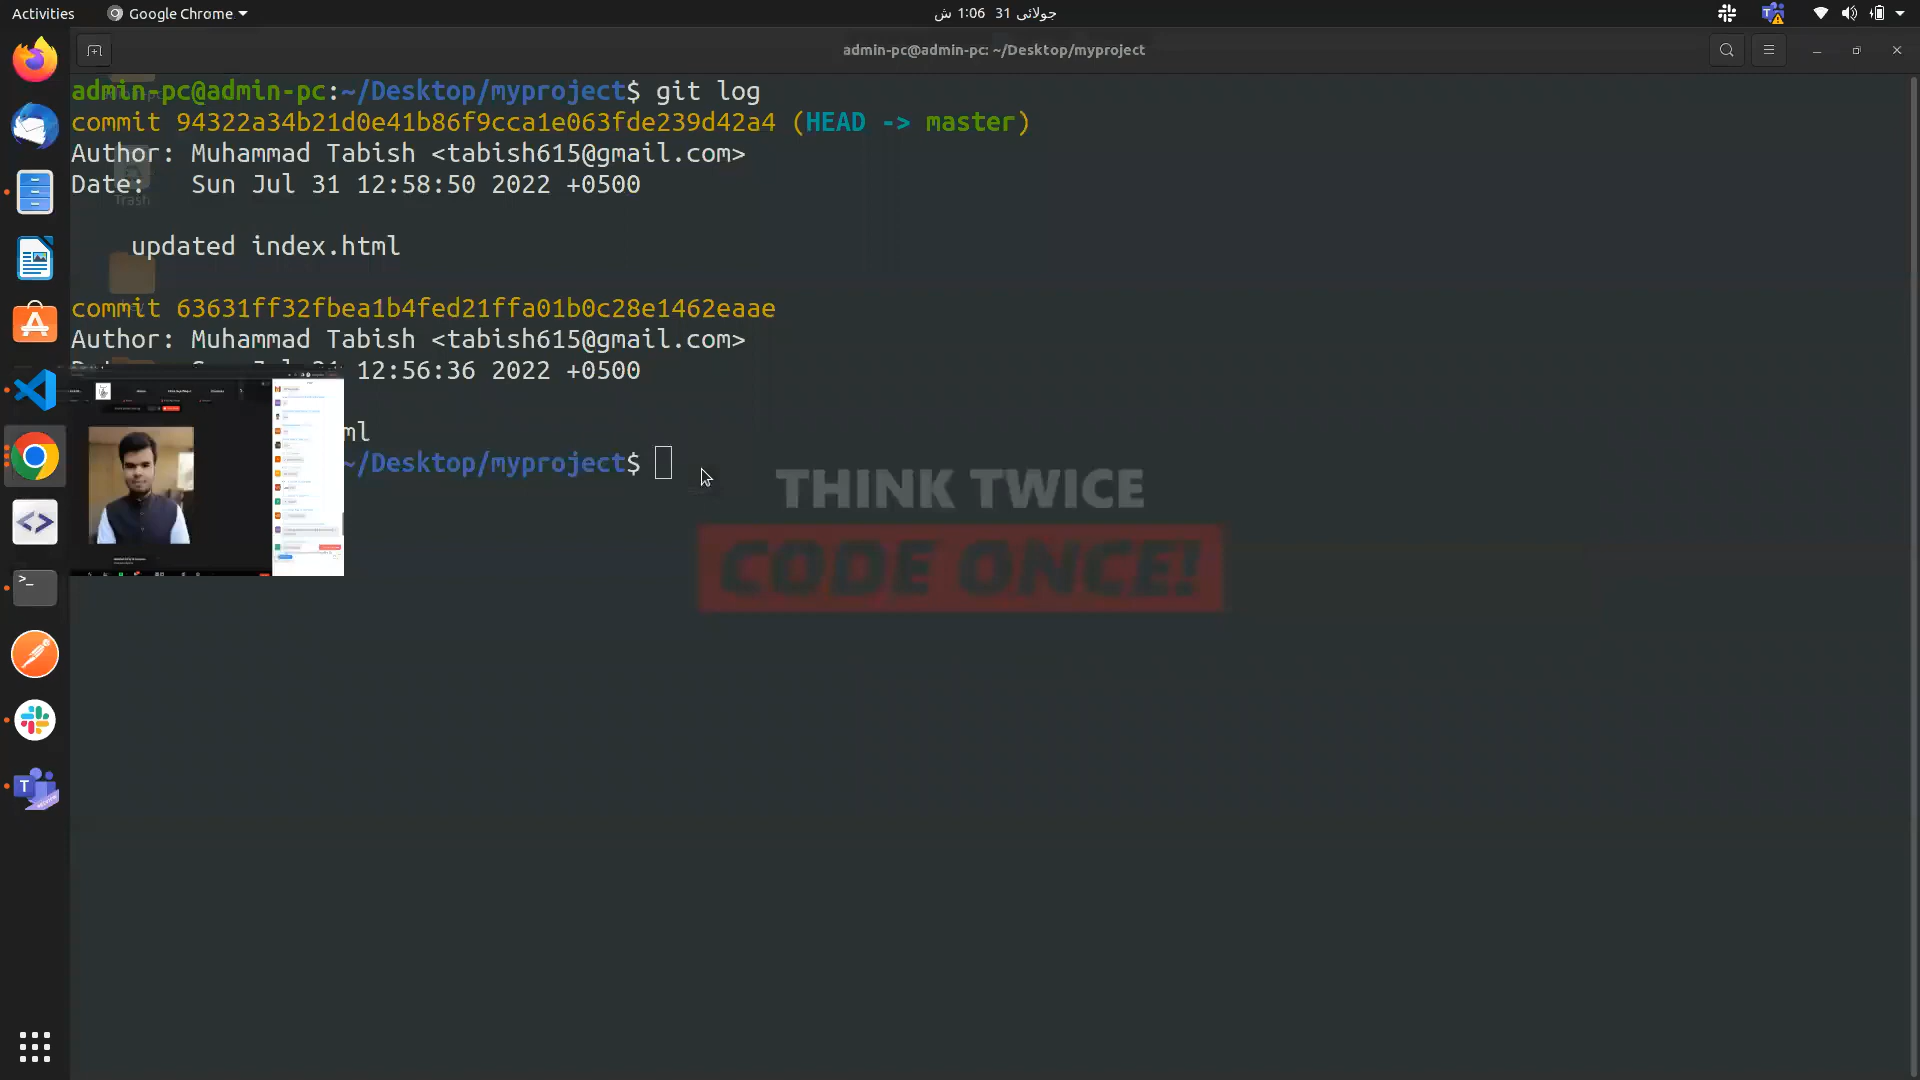 Activities
Google Chrome
جولائی 31 1:06 ش
admin-pc@admin-pc: ~/Desktop/myproject
admin-pc@admin-pc:~/Desktop/myproject$ git log
commit 94322a34b21d0e41b86f9cca1e063fde239d42a4 (HEAD -> master)
Author: Muhammad Tabish <tabish615@gmail.com>
Date: Sun Jul 31 12:58:50 2022 +0500
Trash
updated index.html
commit 63631ff32fbea1b4fed21ffa01b0c28e1462eaae
Author: Muhammad Tabish <tabish615@gmail.com>
12:56:36 2022 +0500
ml
~/Desktop/myproject$
THINK TWICE
CODE ONCE!